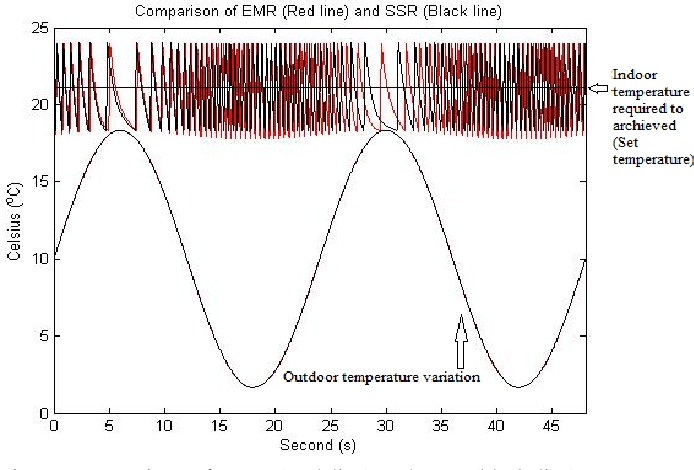 Comparison of EMR (Red line) and SSR (Black line)
25
20
15
10
5
0
Celsius (⁰C)
Indoor
temperature
required to
archieved
(Set
temperature)
Outdoor temperature variation
0 5 10 15 20 25 30 35 40 45
Second (s)